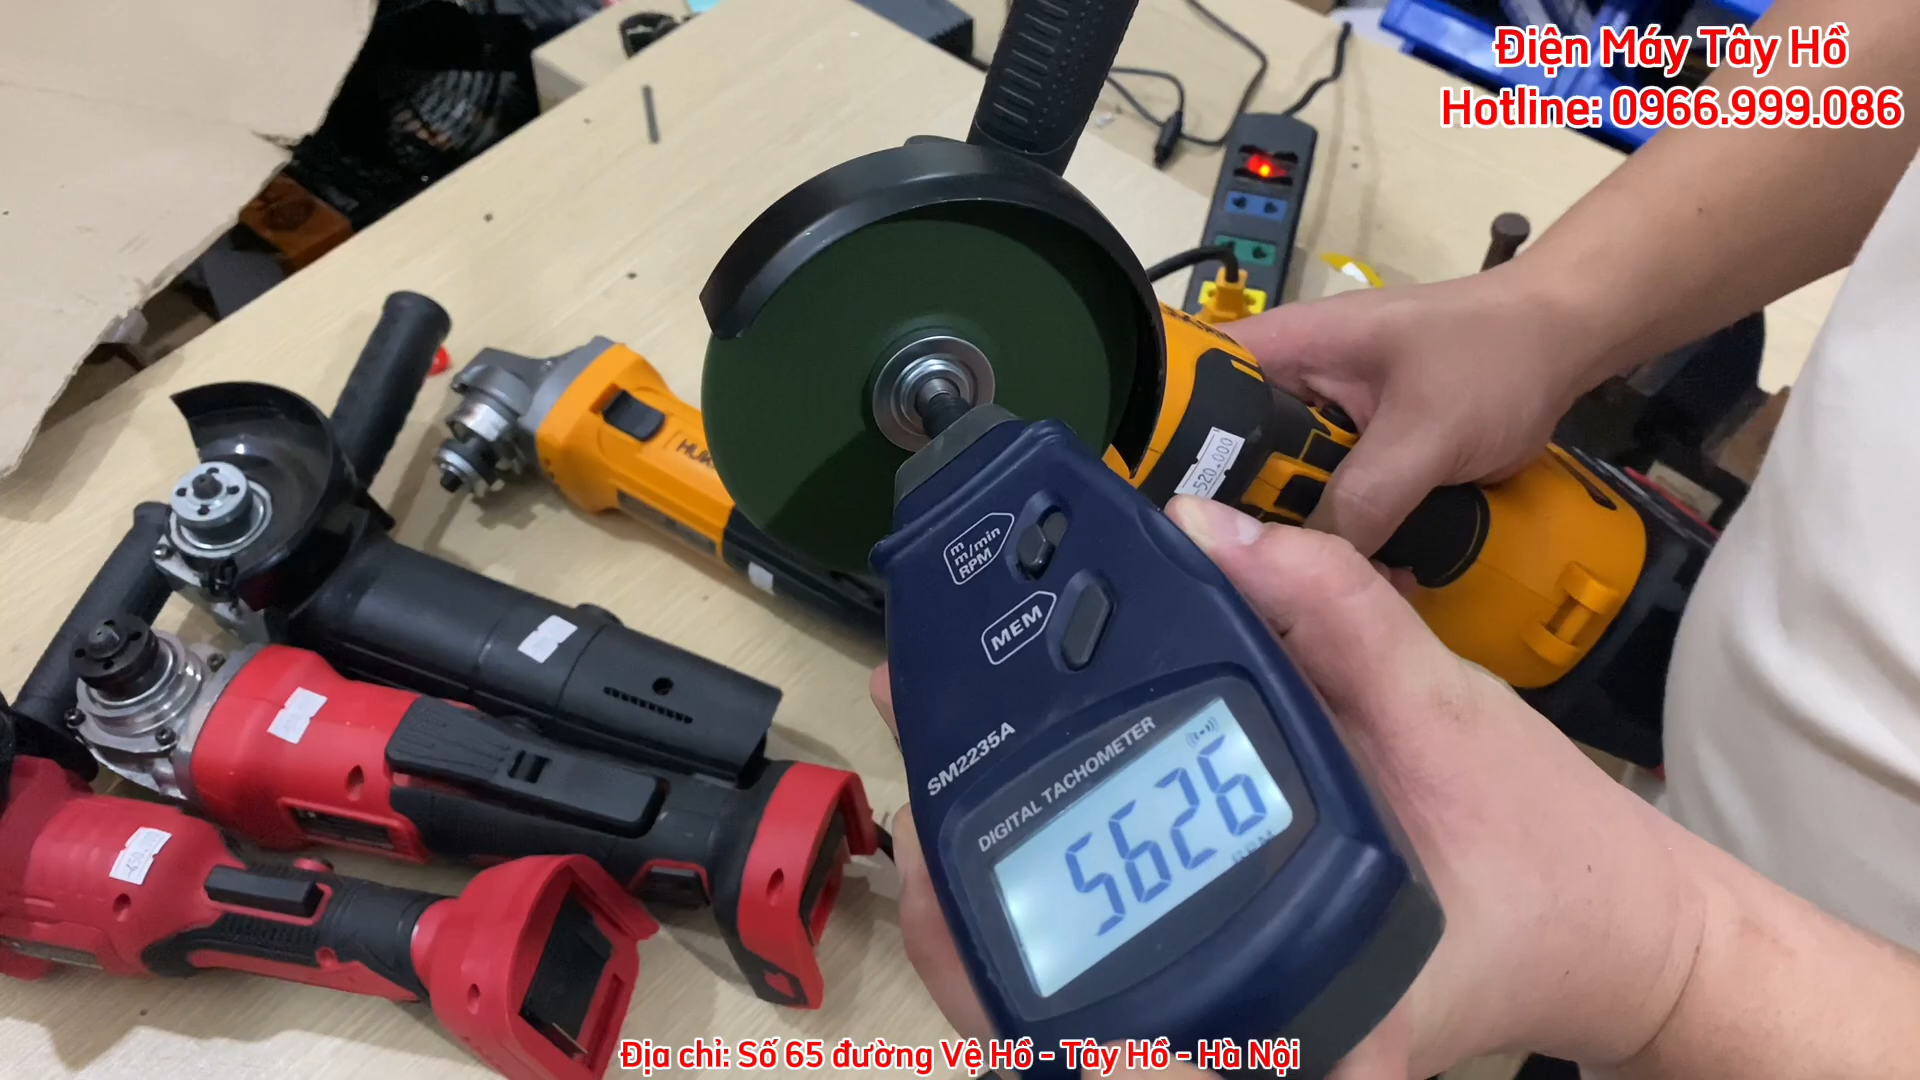 Điện Máy Tây Hồ
Hotline: 0966.999.086
520.000
m
m/min
RPM
MEM
SM2235A
DIGITAL TACHOMETER
5626
RPM
Địa chỉ: Số 65 đường Vệ Hồ - Tây Hồ - Hà Nội